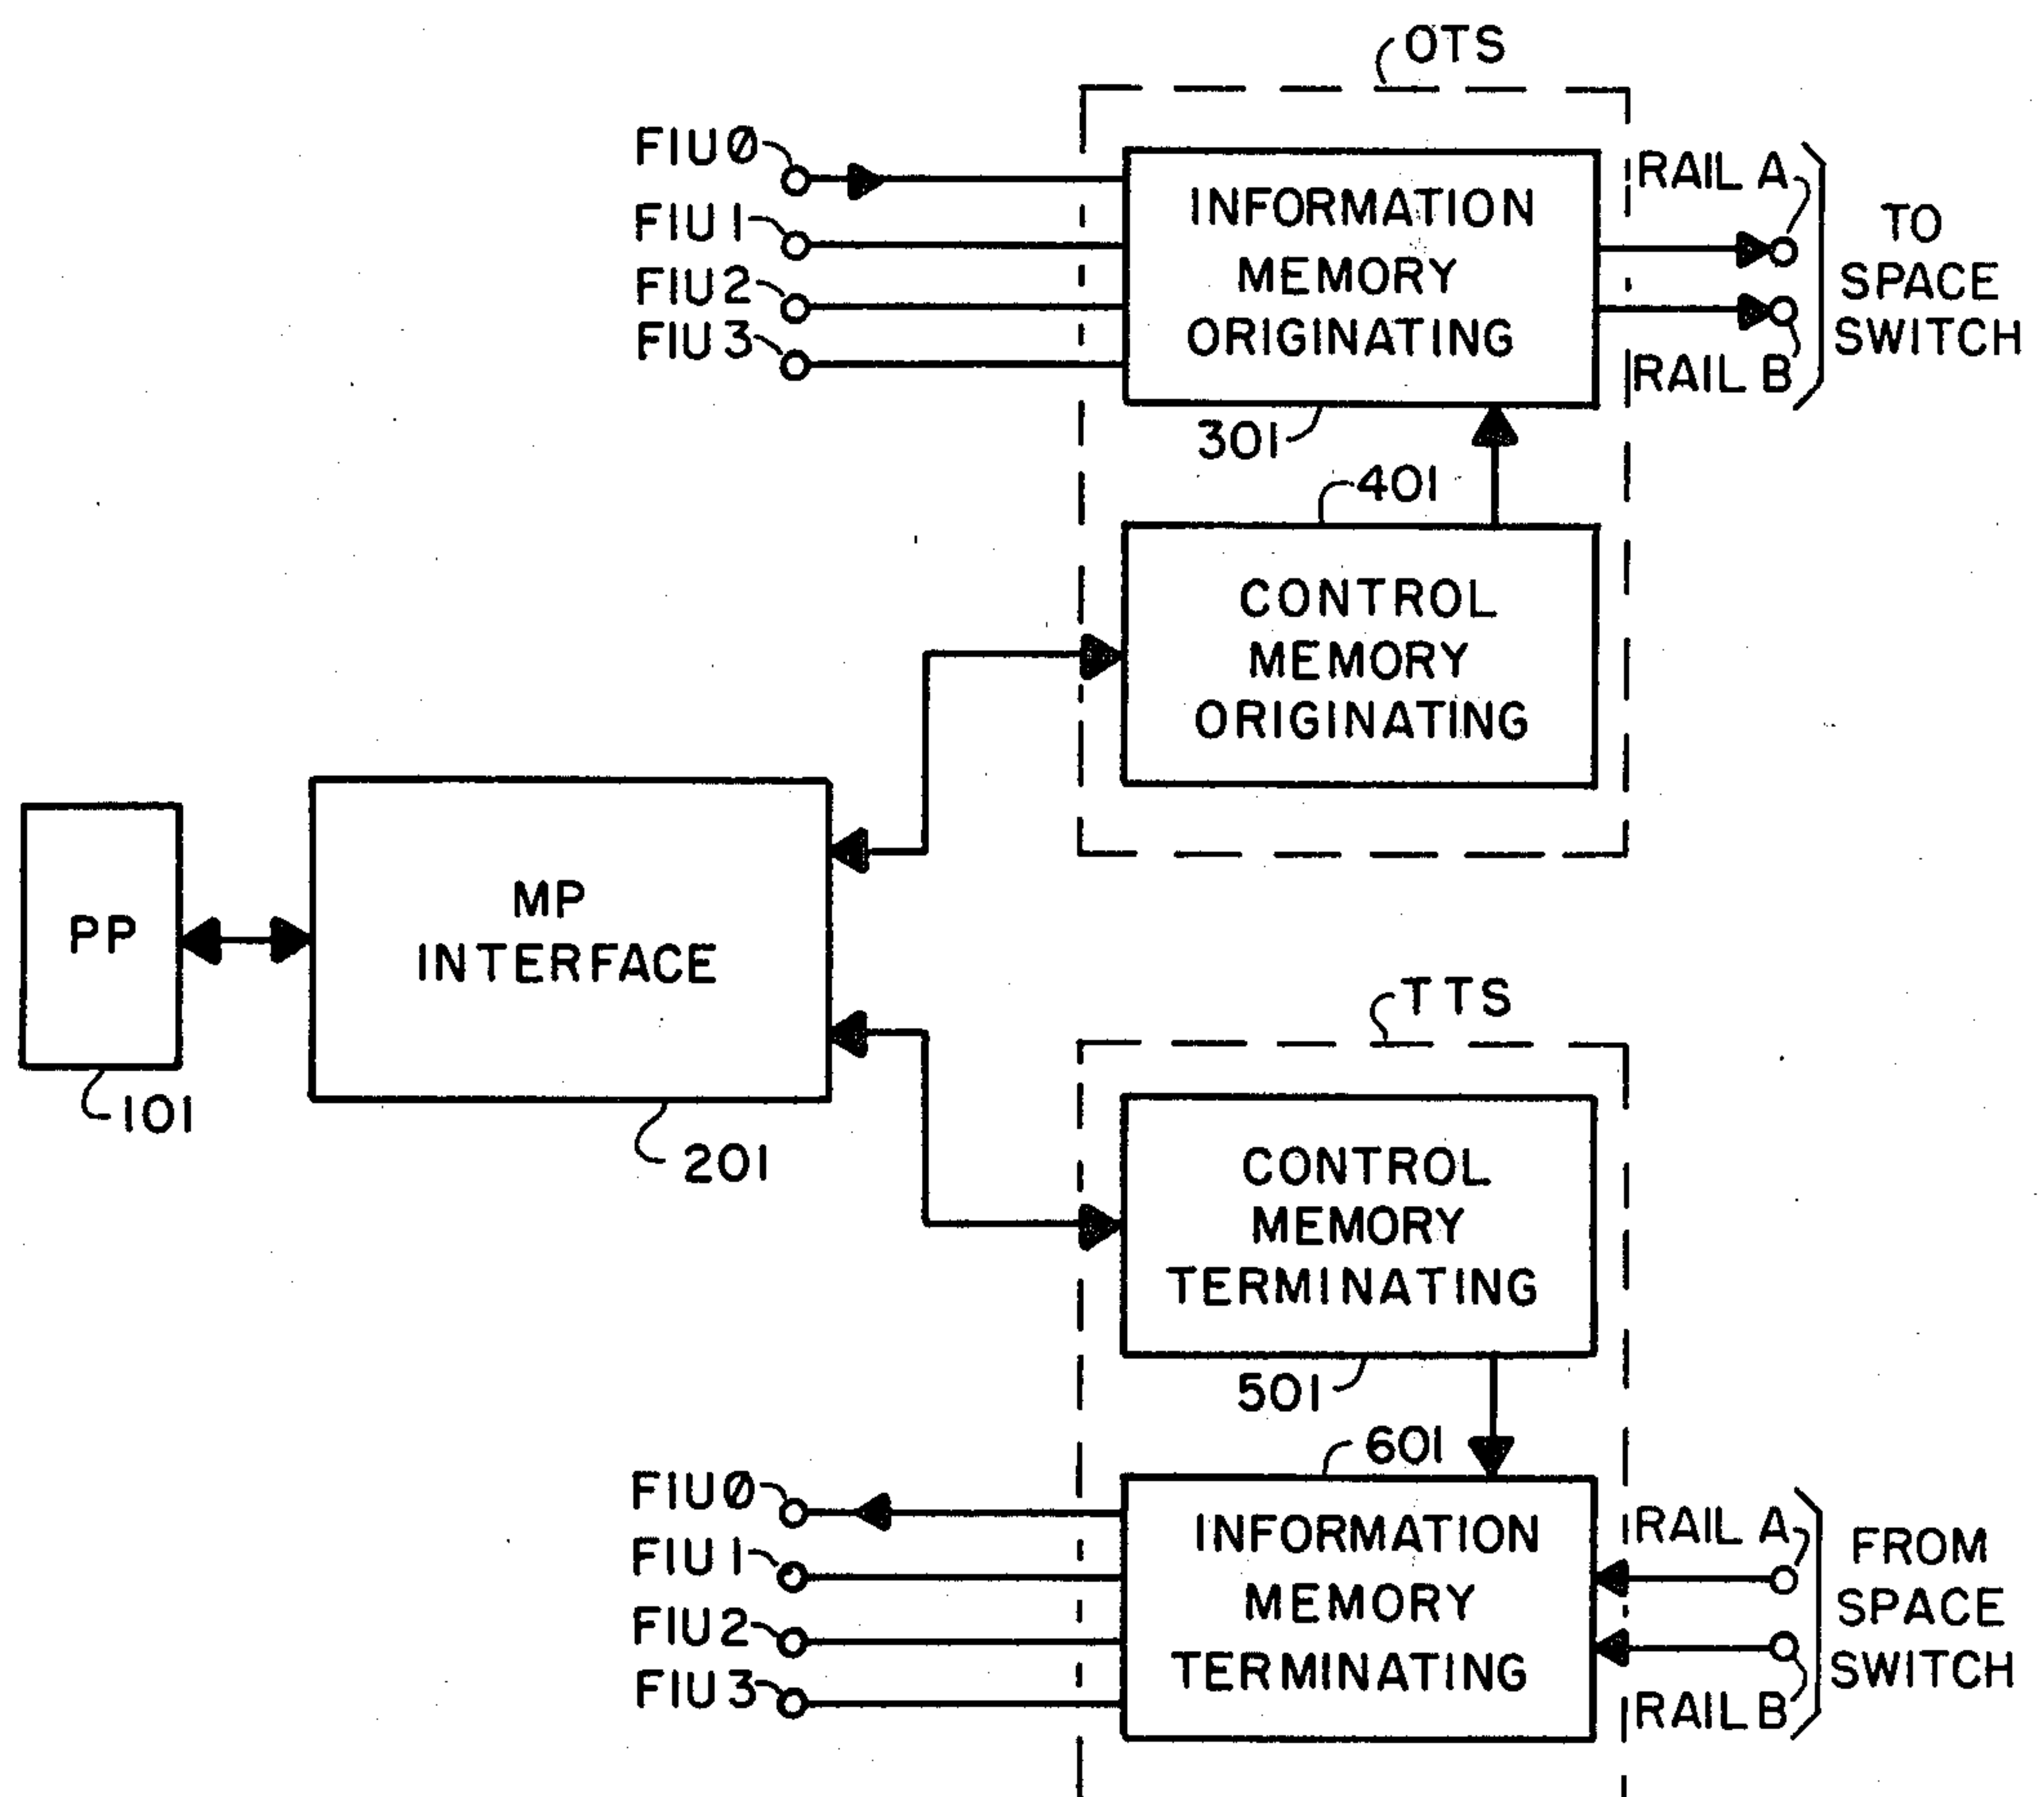 OTS
FIU0
FIU1
FIU2
FIU3
INFORMATION
MEMORY
ORIGINATING
RAIL A
RAIL B
TO
SPACE
SWITCH
301
401
CONTROL
MEMORY
ORIGINATING
PP
101
MP
INTERFACE
201
TTS
CONTROL
MEMORY
TERMINATING
501
601
FIU0
FIU1
FIU2
FIU3
INFORMATION
MEMORY
TERMINATING
RAIL A
RAIL B
FROM
SPACE
SWITCH